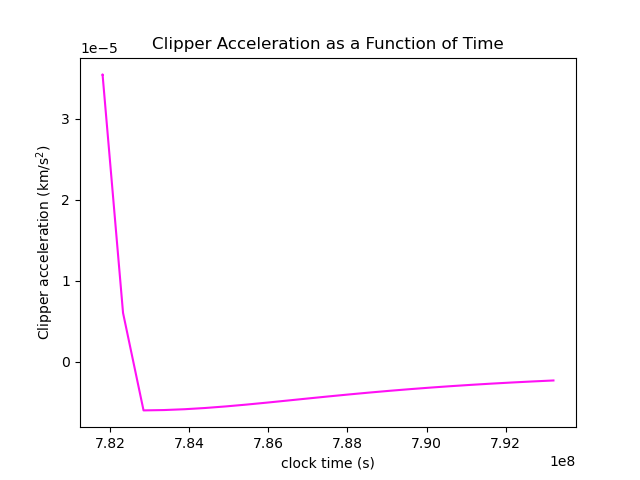 Clipper Acceleration as a Function of Time
1e−5
3
2
1
0
Clipper acceleration (km/s²)
7.82 7.84 7.86 7.88 7.90 7.92
1e8
clock time (s)